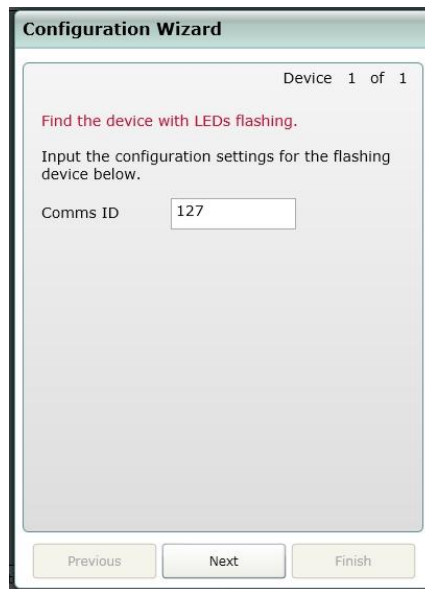 Configuration Wizard
Device 1 of 1
Find the device with LEDs flashing.
Input the configuration settings for the flashing
device below.
Comms ID 127
Previous Next Finish